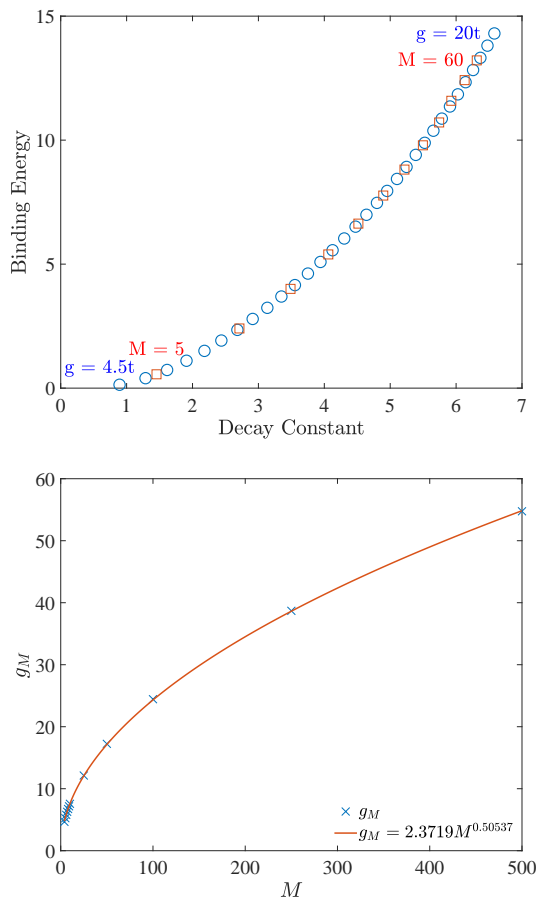 15
10
5
0
Binding Energy
g = 20t
M = 60
M = 5
g = 4.5t
0 1 2 3 4 5 6 7
Decay Constant
60
50
40
30
20
10
0
g_M
g_M
g_M = 2.3719M^0.50537
0 100 200 300 400 500
M